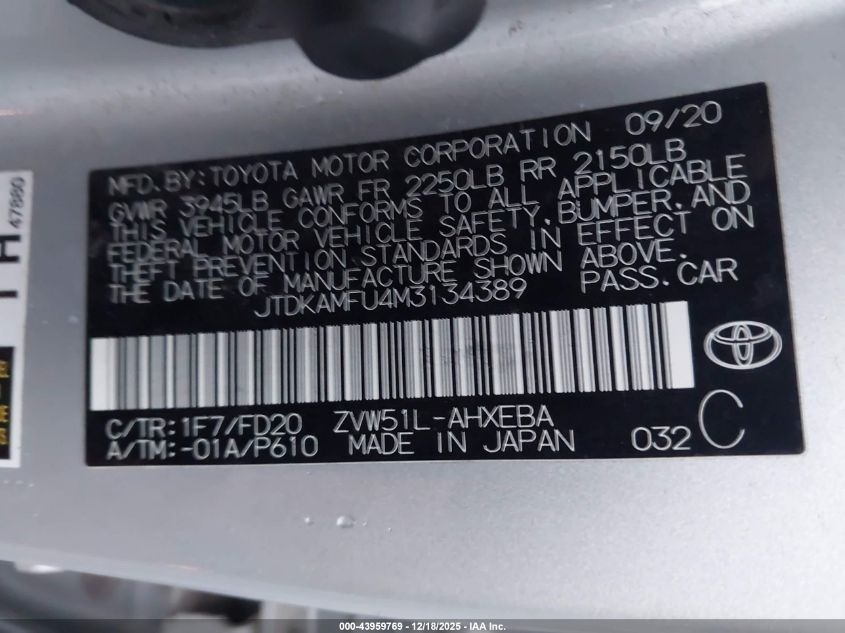 MFD. BY: TOYOTA MOTOR CORPORATION 09/20
GVWR 3945LB GAWR FR 2250LB RR 2150LB
THIS VEHICLE CONFORMS TO ALL APPLICABLE
FEDERAL MOTOR VEHICLE SAFETY, BUMPER, AND
THEFT PREVENTION STANDARDS IN EFFECT ON
THE DATE OF MANUFACTURE SHOWN ABOVE.
JTDKAMFU4M3134389 PASS. CAR
C/TR: 1F7/FD20 ZVW51L-AHXEBA
A/TM: -01A/P610 MADE IN JAPAN 032 C
47880
000-43959769 | 12/18/2025 - IAA Inc.